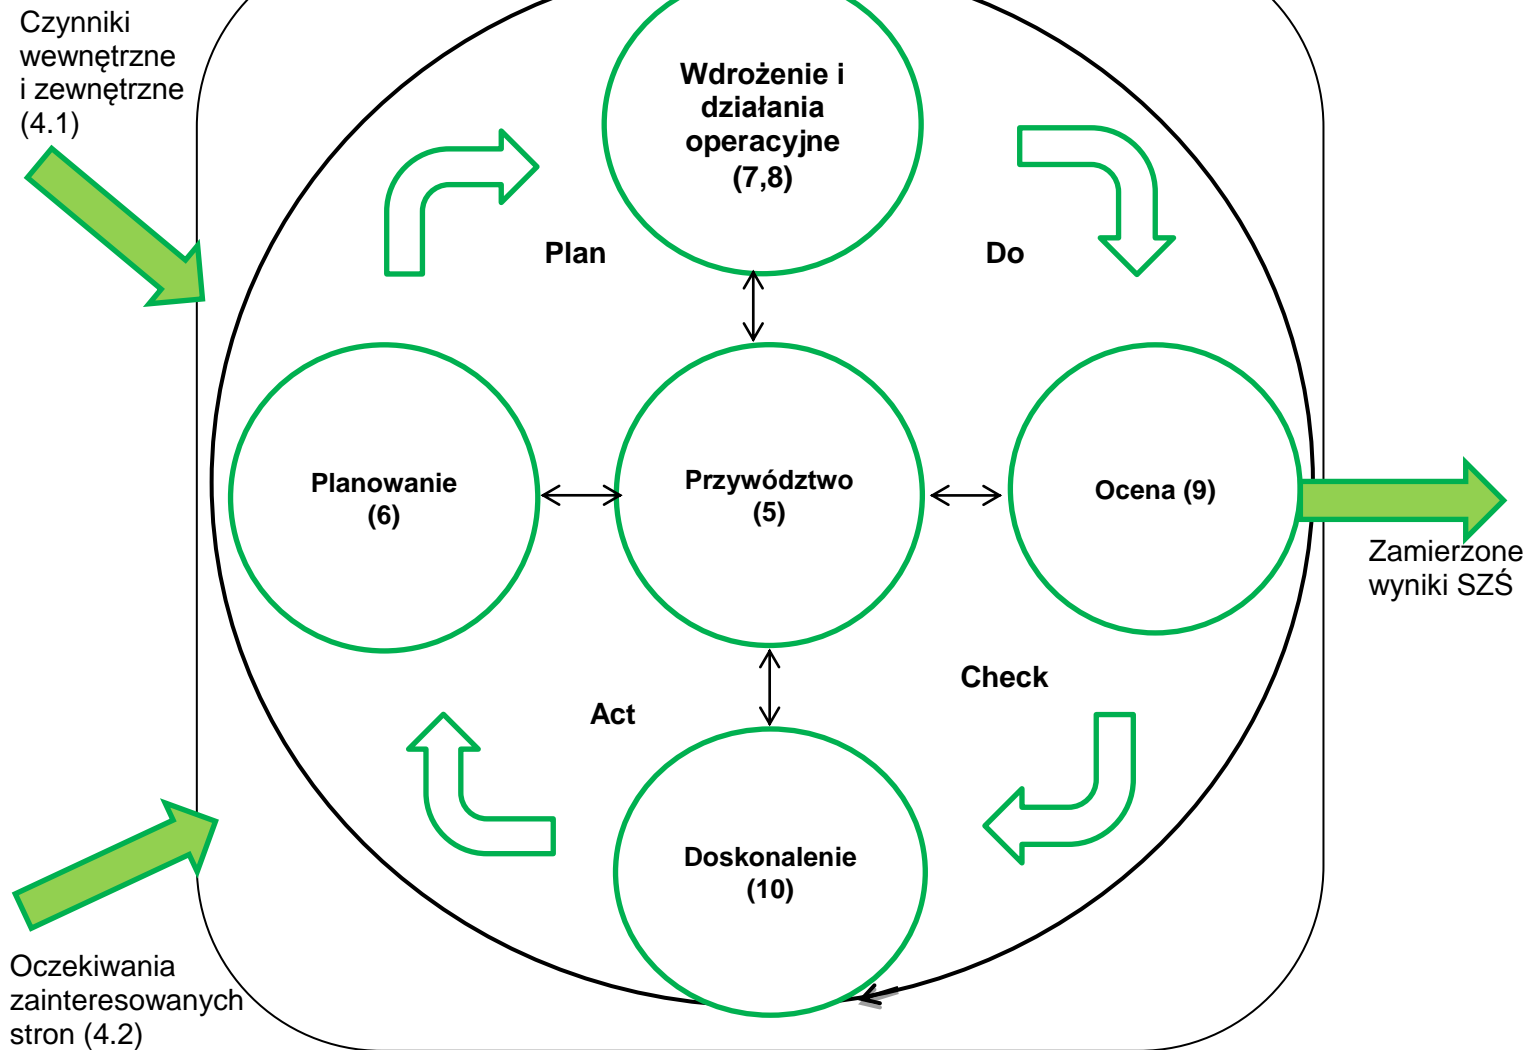 Czynniki
wewnętrzne
i zewnętrzne
(4.1)
Wdrożenie i
działania
operacyjne
(7,8)
Plan
Do
Planowanie
(6)
Przywództwo
(5)
Ocena (9)
Zamierzone
wyniki SZŚ
Check
Act
Doskonalenie
(10)
Oczekiwania
zainteresowanych
stron (4.2)